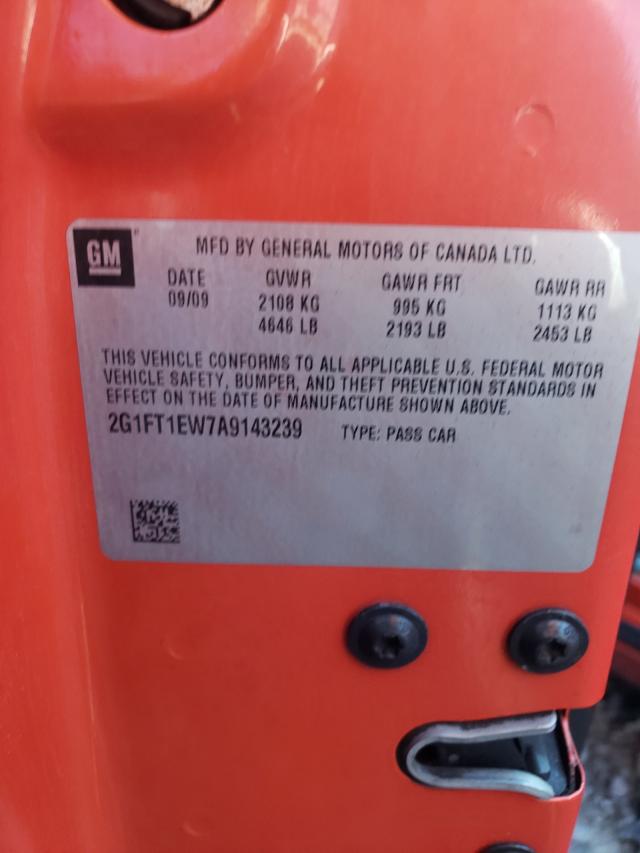 GM
MFD BY GENERAL MOTORS OF CANADA LTD.
DATE GVWR GAWR FRT GAWR RR
09/09 2108 KG 995 KG 1113 KG
4646 LB 2193 LB 2453 LB
THIS VEHICLE CONFORMS TO ALL APPLICABLE U.S. FEDERAL MOTOR
VEHICLE SAFETY, BUMPER, AND THEFT PREVENTION STANDARDS IN
EFFECT ON THE DATE OF MANUFACTURE SHOWN ABOVE.
2G1FT1EW7A9143239 TYPE: PASS CAR